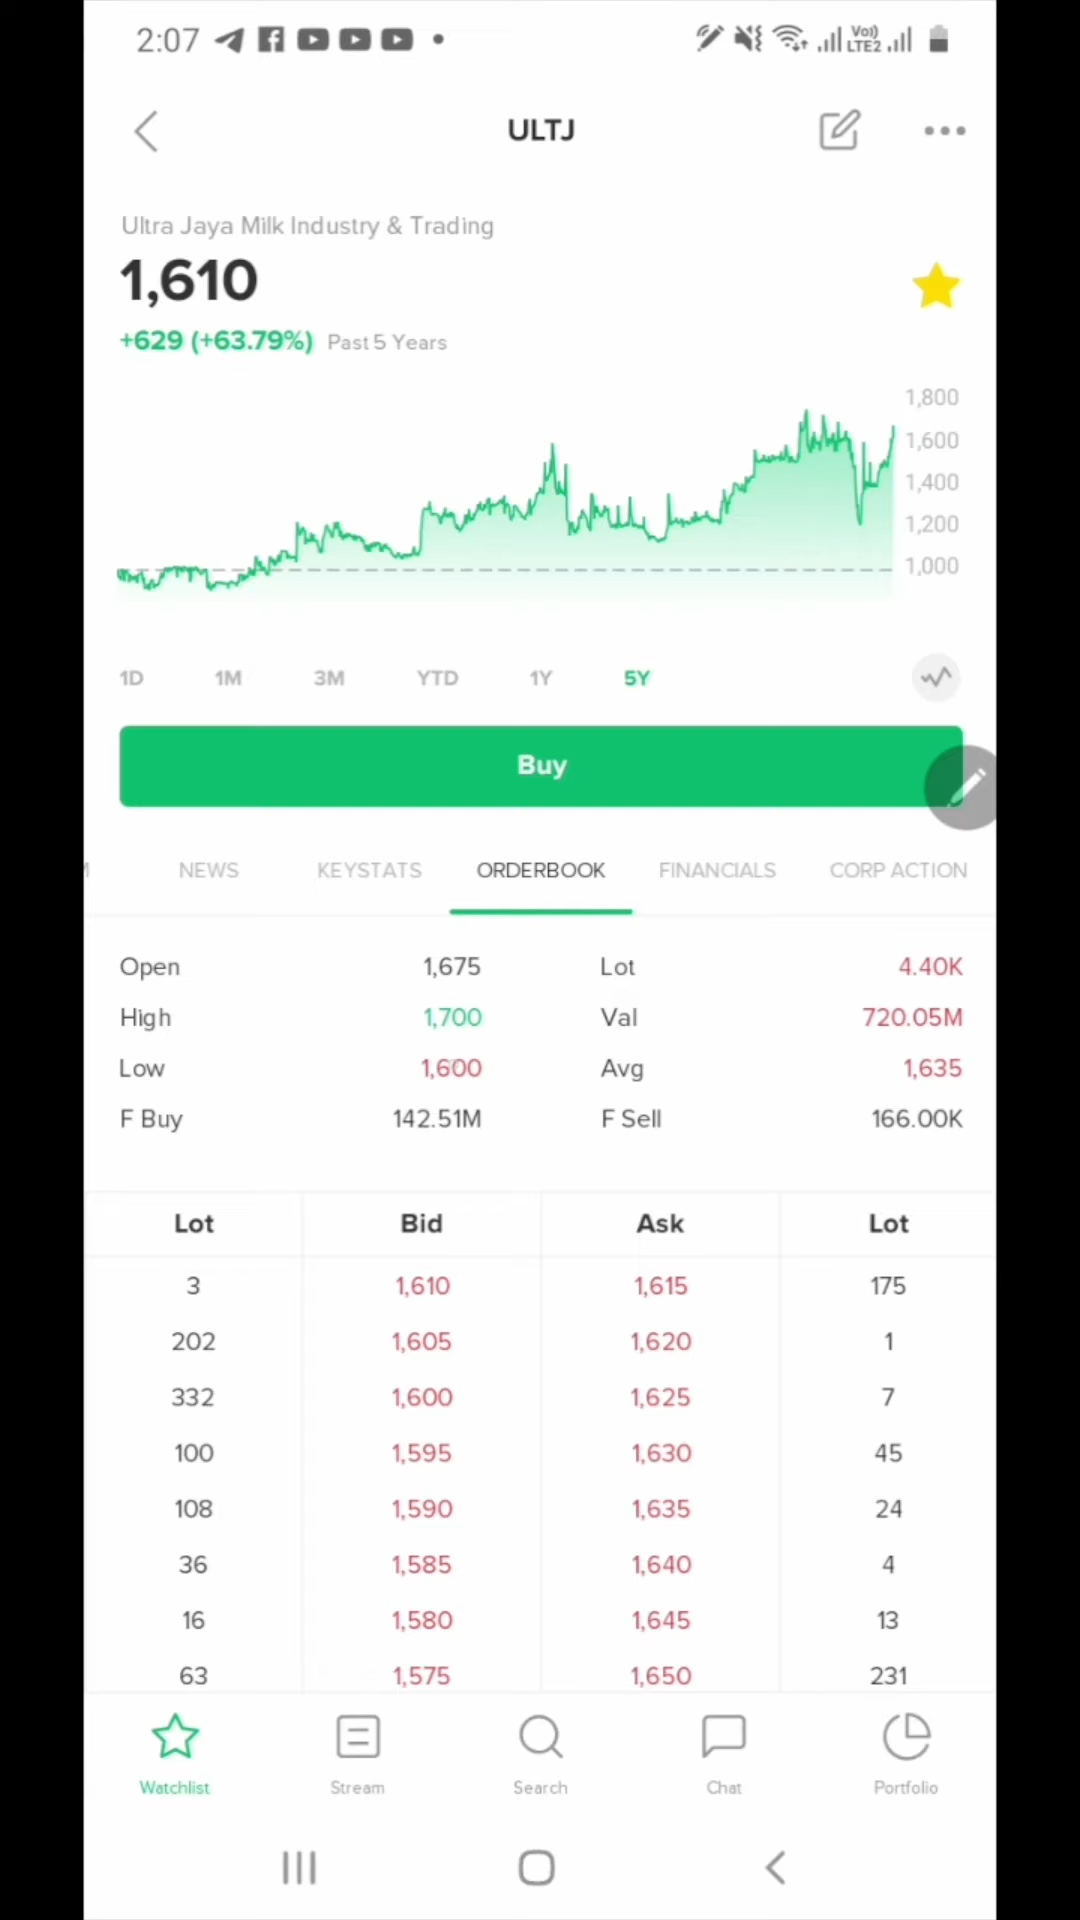 2:07
Vo))
LTE2
ULTJ
Ultra Jaya Milk Industry & Trading
1,610
+629 (+63.79%) Past 5 Years
1,800
1,600
1,400
1,200
1,000
1D 1M 3M YTD 1Y 5Y
Buy
NEWS KEYSTATS ORDERBOOK FINANCIALS CORP ACTION
Open 1,675 Lot 4.40K
High 1,700 Val 720.05M
Low 1,600 Avg 1,635
F Buy 142.51M F Sell 166.00K
Lot Bid Ask Lot
3 1,610 1,615 175
202 1,605 1,620 1
332 1,600 1,625 7
100 1,595 1,630 45
108 1,590 1,635 24
36 1,585 1,640 4
16 1,580 1,645 13
63 1,575 1,650 231
Watchlist Stream Search Chat Portfolio